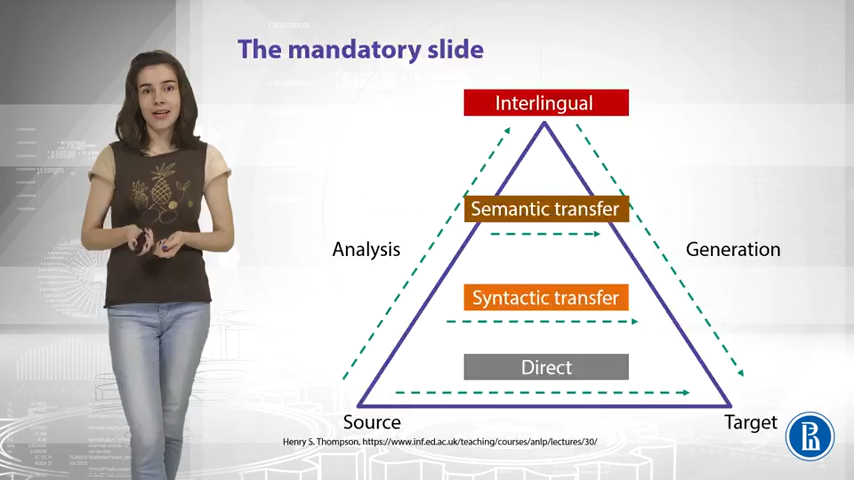 The mandatory slide
Interlingual
Semantic transfer
Analysis
Generation
Syntactic transfer
Direct
Source
Target
Henry S. Thompson, https://www.inf.ed.ac.uk/teaching/courses/anlp/lectures/30/